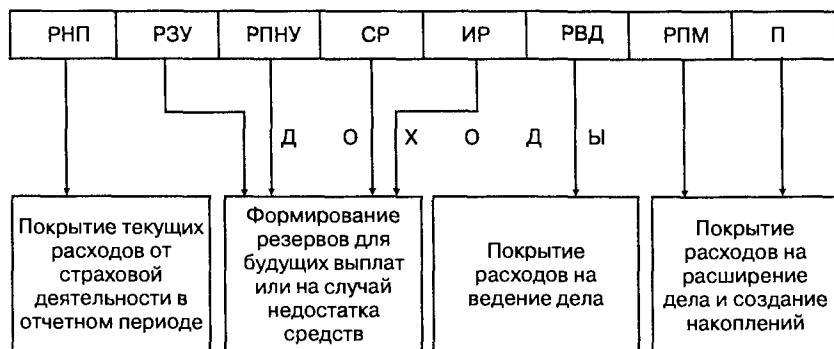 РНП РЗУ РПНУ СР ИР РВД РПМ П
Д О Х О Д Ы
Покрытие текущих
расходов от
страховой
деятельности в
отчетном периоде
Формирование
резервов для
будущих выплат
или на случай
недостатка
средств
Покрытие
расходов на
ведение дела
Покрытие
расходов на
расширение
дела и создание
накоплений